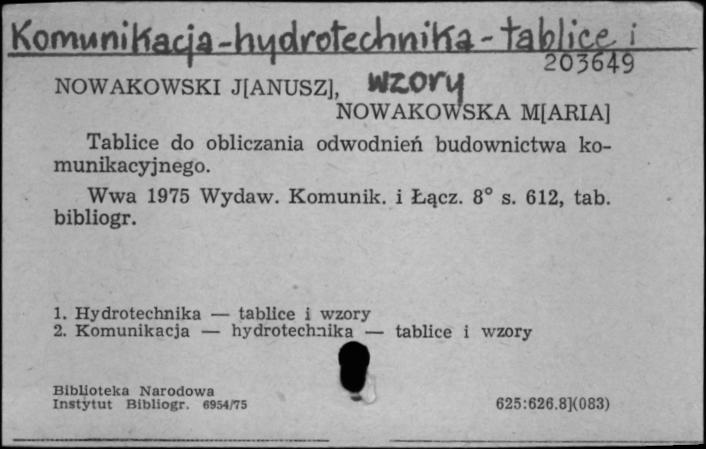 Komunikacja-hydrotechnika-tablice i
wzory
203649
NOWAKOWSKI J[ANUSZ],
NOWAKOWSKA M[ARIA]
Tablice do obliczania odwodnień budownictwa ko-
munikacyjnego.
Wwa 1975 Wydaw. Komunik. i Łącz. 8° s. 612, tab.
bibliogr.
1. Hydrotechnika — tablice i wzory
2. Komunikacja — hydrotechnika — tablice i wzory
Biblioteka Narodowa
Instytut Bibliogr. 6954/75
625:626.8](083)